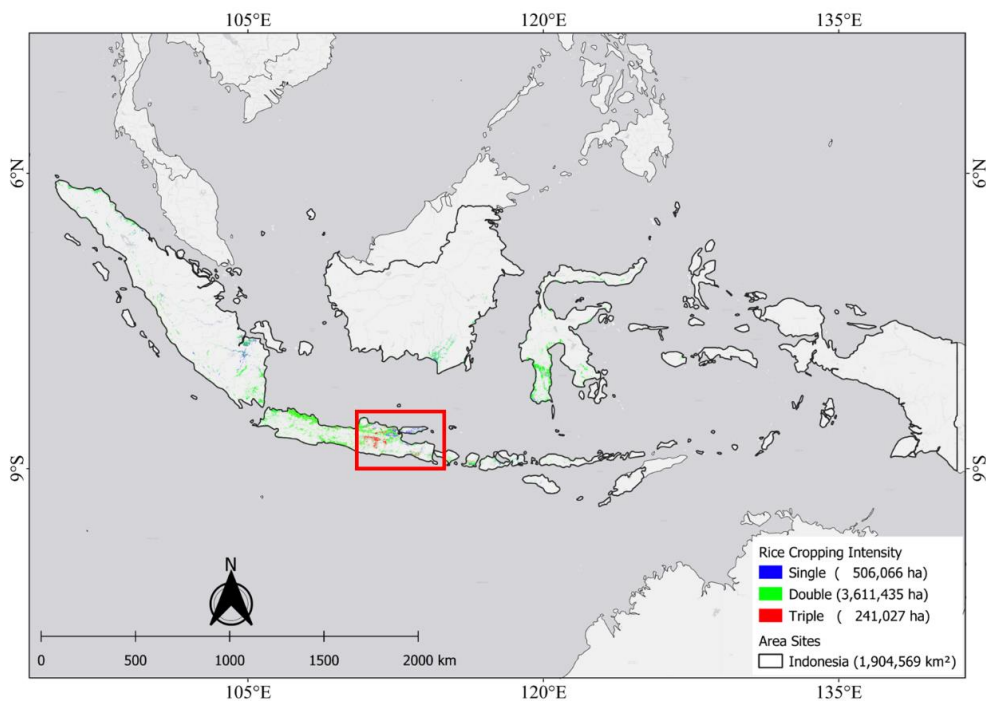 105°E 120°E 135°E
6°N 6°N
9°S 9°S
N
0 500 1000 1500 2000 km
Rice Cropping Intensity
Single ( 506,066 ha)
Double (3,611,435 ha)
Triple ( 241,027 ha)
Area Sites
Indonesia (1,904,569 km²)
105°E 120°E 135°E